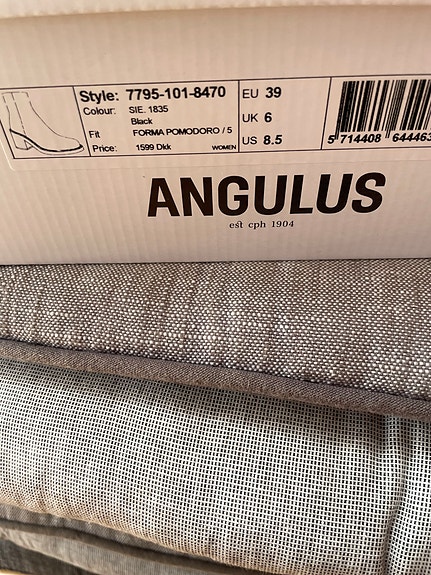 Style: 7795-101-8470
Colour: SIE. 1835
Black
Fit FORMA POMODORO / 5
Price: 1599 Dkk WOMEN
EU 39
UK 6
US 8.5
5 714408 644463
ANGULUS
est cph 1904